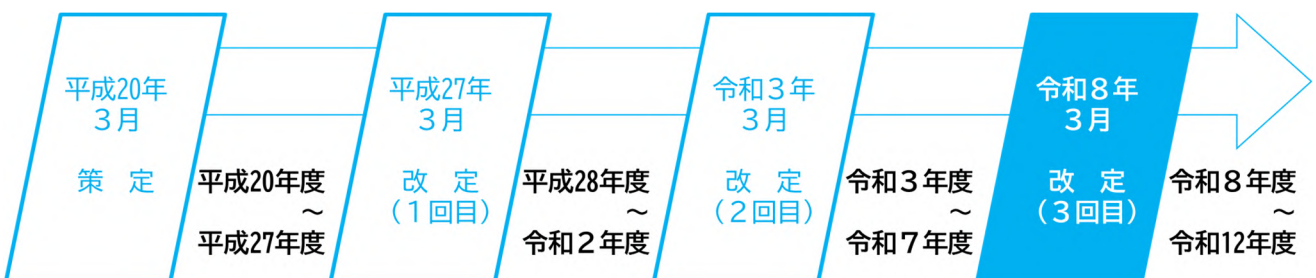 平成20年
３月
策　定
平成20年度
～
平成27年度
平成27年
３月
改　定
（１回目）
平成28年度
～
令和２年度
令和３年
３月
改　定
（２回目）
令和３年度
～
令和７年度
令和８年
３月
改　定
（３回目）
令和８年度
～
令和12年度